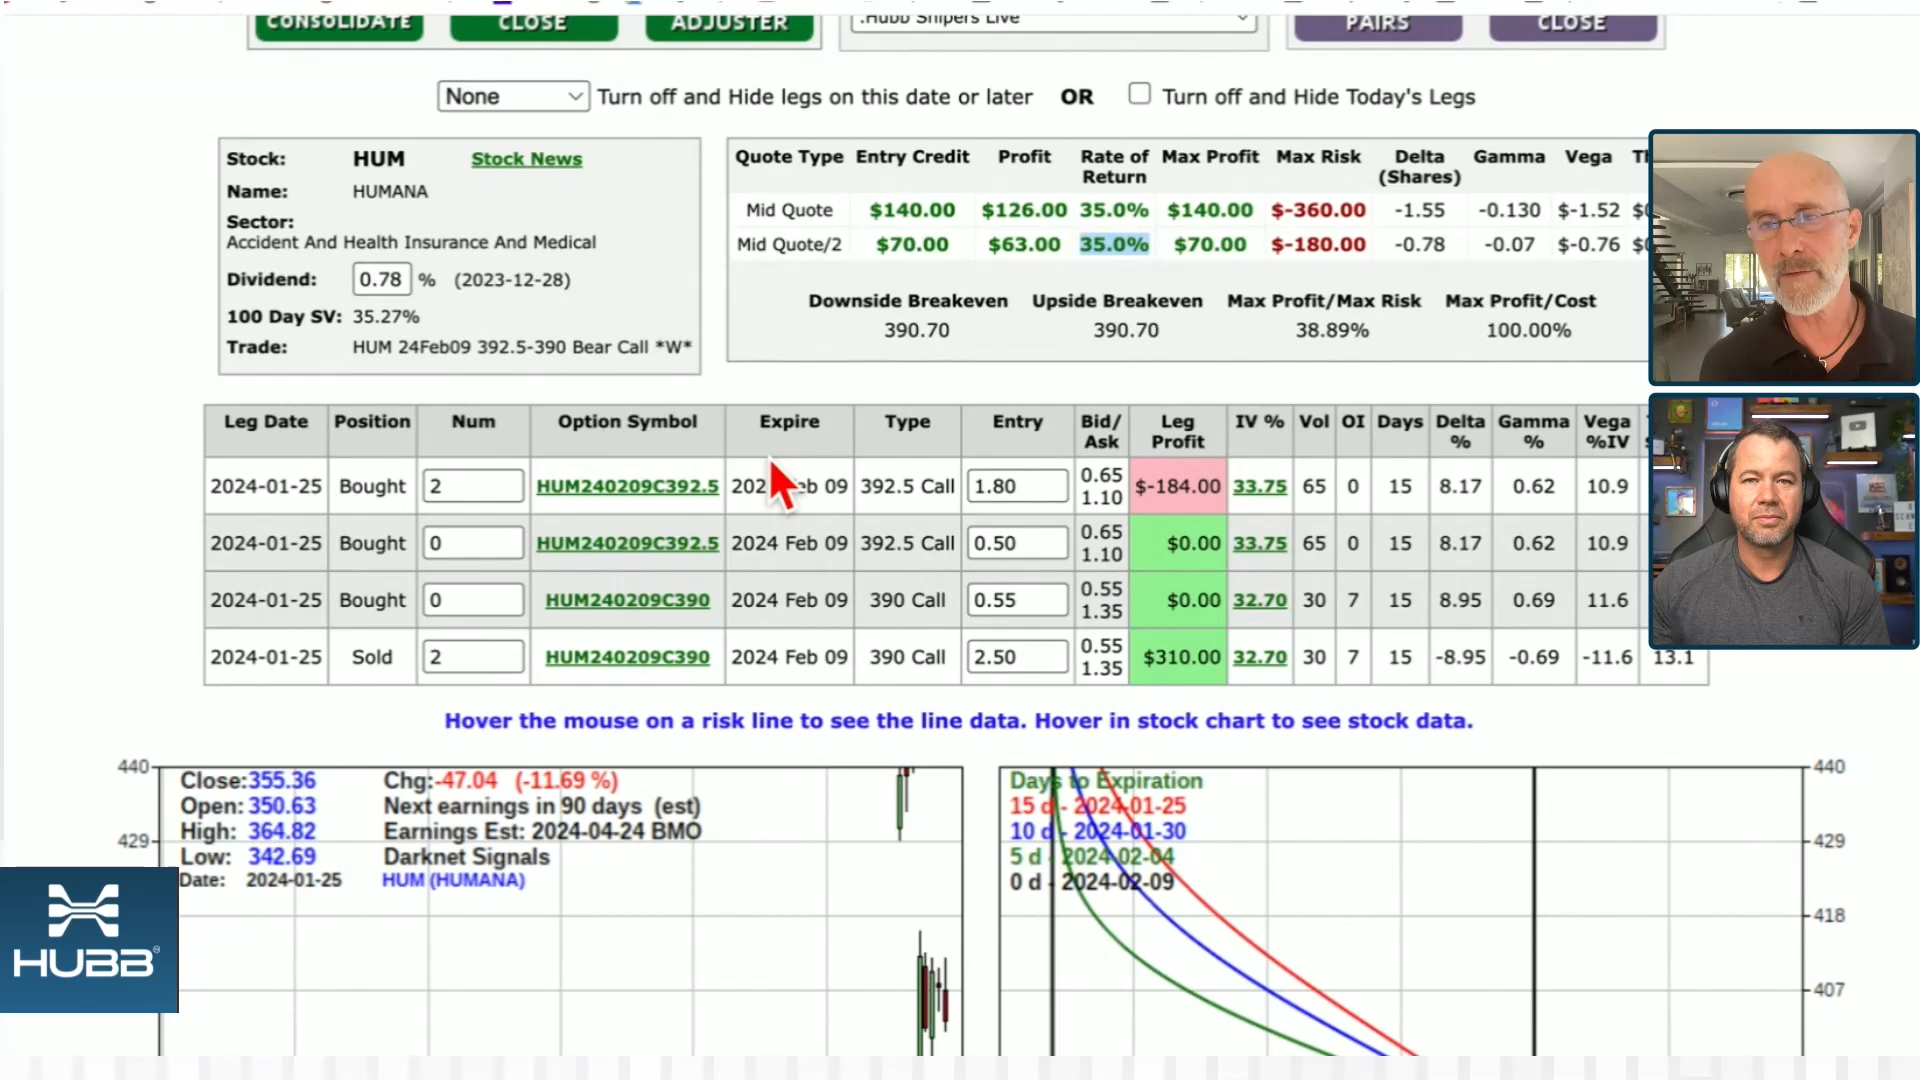 CONSOLIDATE CLOSE ADJUSTER .Hubb Snipers Live PAIRS CLOSE
None Turn off and Hide legs on this date or later OR Turn off and Hide Today's Legs
Stock: HUM Stock News
Name: HUMANA
Sector:
Accident And Health Insurance And Medical
Dividend: 0.78 % (2023-12-28)
100 Day SV: 35.27%
Trade: HUM 24Feb09 392.5-390 Bear Call *W*
Quote Type Entry Credit Profit Rate of Return Max Profit Max Risk Delta (Shares) Gamma Vega
Mid Quote $140.00 $126.00 35.0% $140.00 $-360.00 -1.55 -0.130 $-1.52
Mid Quote/2 $70.00 $63.00 35.0% $70.00 $-180.00 -0.78 -0.07 $-0.76
Downside Breakeven Upside Breakeven Max Profit/Max Risk Max Profit/Cost
390.70 390.70 38.89% 100.00%
Leg Date Position Num Option Symbol Expire Type Entry Bid/Ask Leg Profit IV % Vol OI Days Delta % Gamma % Vega %IV
2024-01-25 Bought 2 HUM240209C392.5 09 392.5 Call 1.80 0.65 1.10 $-184.00 33.75 65 0 15 8.17 0.62 10.9
2024-01-25 Bought 0 HUM240209C392.5 2024 Feb 09 392.5 Call 0.50 0.65 1.10 $0.00 33.75 65 0 15 8.17 0.62 10.9
2024-01-25 Bought 0 HUM240209C390 2024 Feb 09 390 Call 0.55 0.55 1.35 $0.00 32.70 30 7 15 8.95 0.69 11.6
2024-01-25 Sold 2 HUM240209C390 2024 Feb 09 390 Call 2.50 0.55 1.35 $310.00 32.70 30 7 15 -8.95 -0.69 -11.6 13.1
Hover the mouse on a risk line to see the line data. Hover in stock chart to see stock data.
440
429
Close:355.36 Chg:-47.04 (-11.69 %)
Open: 350.63 Next earnings in 90 days (est)
High: 364.82 Earnings Est: 2024-04-24 BMO
Low: 342.69 Darknet Signals
Date: 2024-01-25 HUM (HUMANA)
Days to Expiration
15 d - 2024-01-25
10 d - 2024-01-30
5 d - 2024-02-04
0 d - 2024-02-09
440
429
418
407
HUBB